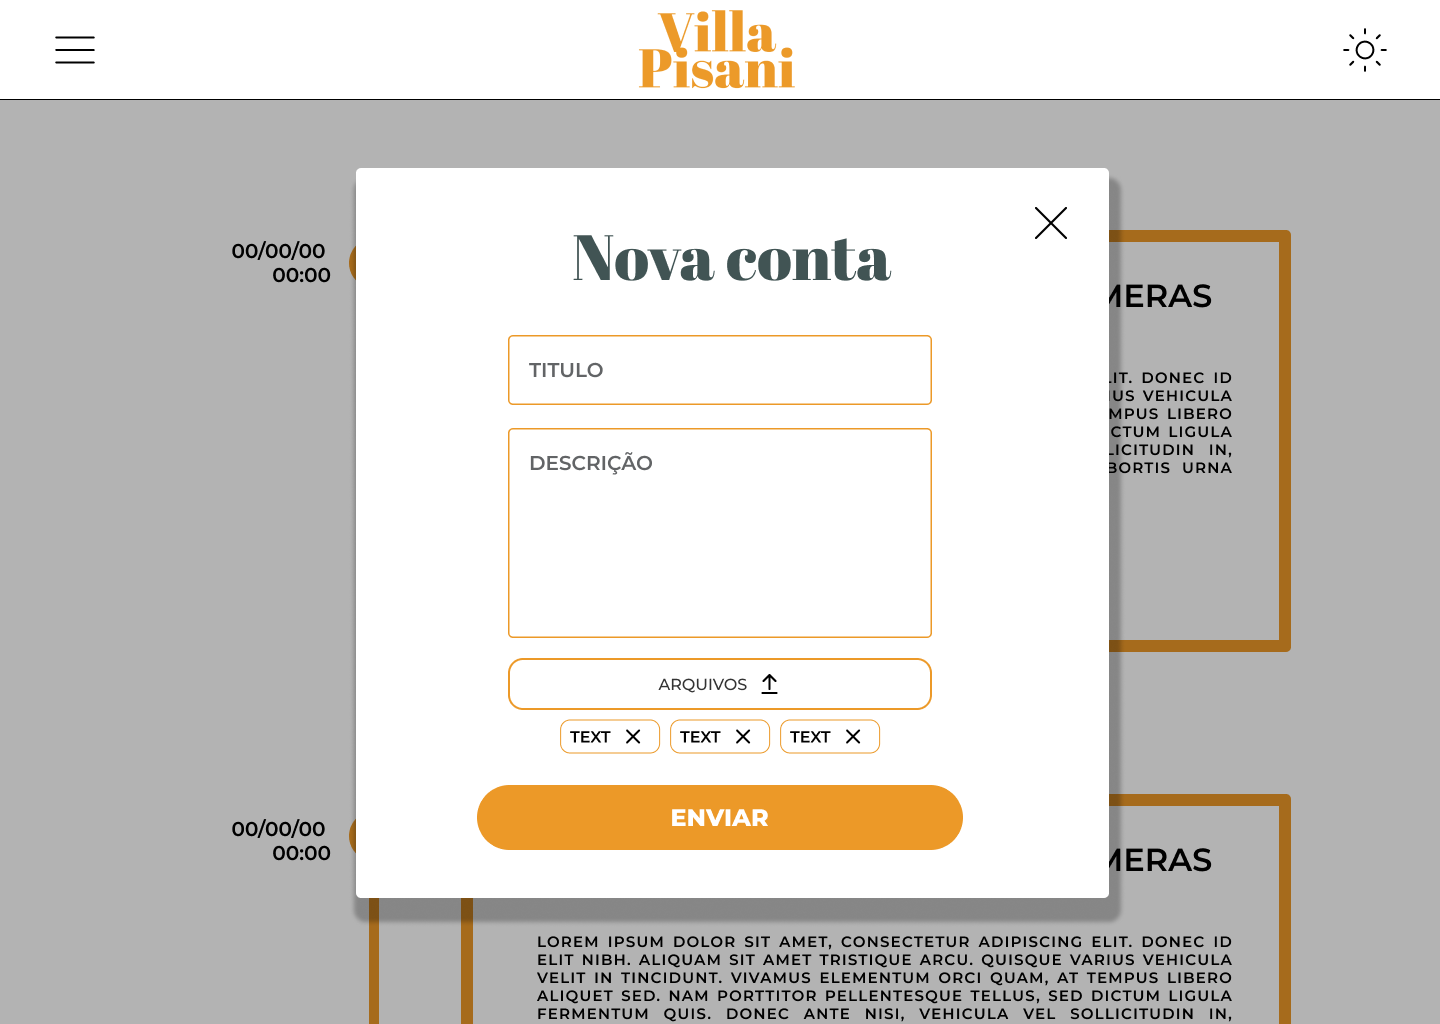 Villa
Pisani
00/00/00
00:00
Nova conta
TITULO
DESCRIÇÃO
ARQUIVOS
TEXT
TEXT
TEXT
ENVIAR
MERAS
LIT. DONEC ID
IUS VEHICULA
MPUS LIBERO
CTUM LIGULA
LICITUDIN IN,
BORTIS URNA
00/00/00
00:00
MERAS
LOREM IPSUM DOLOR SIT AMET, CONSECTETUR ADIPISCING ELIT. DONEC ID
ELIT NIBH. ALIQUAM SIT AMET TRISTIQUE ARCU. QUISQUE VARIUS VEHICULA
VELIT IN TINCIDUNT. VIVAMUS ELEMENTUM ORCI QUAM, AT TEMPUS LIBERO
ALIQUET SED. NAM PORTTITOR PELLENTESQUE TELLUS, SED DICTUM LIGULA
FERMENTUM QUIS. DONEC ANTE NISI, VEHICULA VEL SOLLICITUDIN IN,